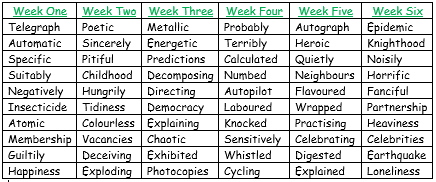 Week One Week Two Week Three Week Four Week Five Week Six
Telegraph Poetic Metallic Probably Autograph Epidemic
Automatic Sincerely Energetic Terribly Heroic Knighthood
Specific Pitiful Predictions Calculated Quietly Noisily
Suitably Childhood Decomposing Numbed Neighbours Horrific
Negatively Hungrily Directing Autopilot Flavoured Fanciful
Insecticide Tidiness Democracy Laboured Wrapped Partnership
Atomic Colourless Explaining Knocked Practising Heaviness
Membership Vacancies Chaotic Sensitively Celebrating Celebrities
Guiltily Deceiving Exhibited Whistled Digested Earthquake
Happiness Exploding Photocopies Cycling Explained Loneliness